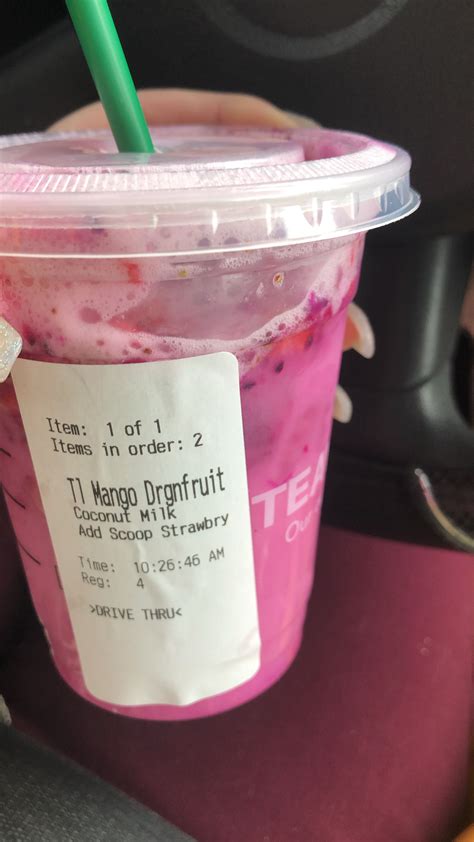 Item: 1 of 1
Items in order: 2
Tl Mango Drgnfruit
Coconut Milk
Add Scoop Strawbry
Time: 10:26:46 AM
Reg: 4
>DRIVE THRU<
TEA
Our